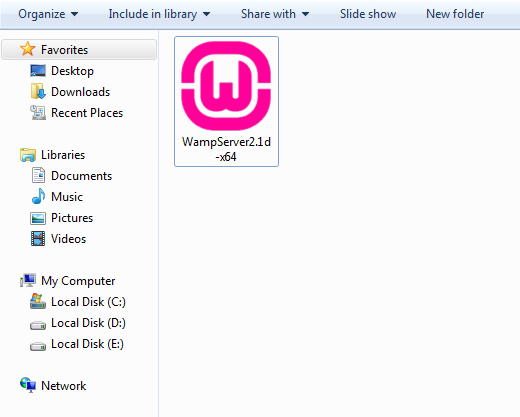 Organize Include in library Share with Slide show New folder
Favorites
Desktop
Downloads
Recent Places
Libraries
Documents
Music
Pictures
Videos
My Computer
Local Disk (C:)
Local Disk (D:)
Local Disk (E:)
Network
W
WampServer2.1d
-x64